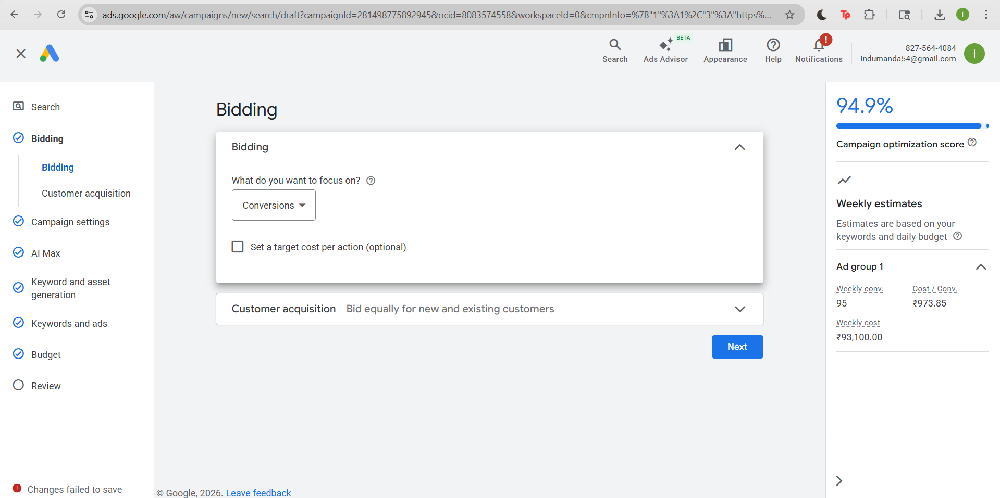 ads.google.com/aw/campaigns/new/search/draft?campaignId=281498775892945&ocid=8083574558&workspaceId=0&cmpnInfo=%7B"1"%3A1%2C"3"%3A"https%...
Tp
I
BETA
Search
Ads Advisor
Appearance
Help
Notifications
827-564-4084
indumanda54@gmail.com
I
Search
Bidding
Bidding
Customer acquisition
Campaign settings
AI Max
Keyword and asset
generation
Keywords and ads
Budget
Review
Changes failed to save
Bidding
Bidding
What do you want to focus on?
Conversions
Set a target cost per action (optional)
Customer acquisition Bid equally for new and existing customers
Next
© Google, 2026. Leave feedback
94.9%
Campaign optimization score
Weekly estimates
Estimates are based on your
keywords and daily budget
Ad group 1
Weekly conv. Cost / Conv.
95 ₹973.85
Weekly cost
₹93,100.00